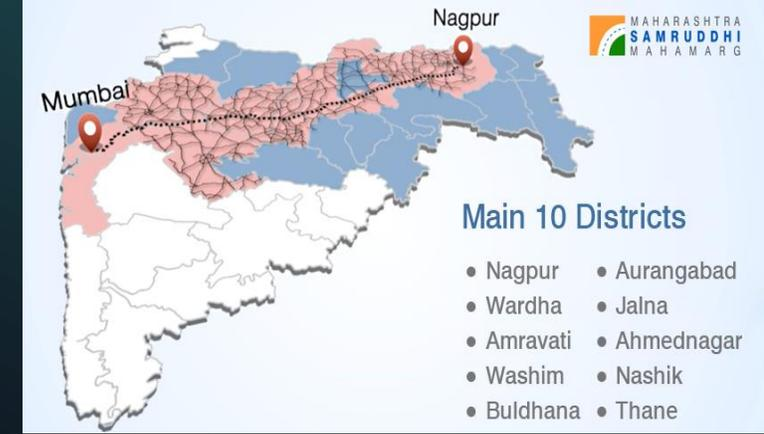 Nagpur
MAHARASHTRA
SAMRUDDHI
MAHAMARG
Mumbai
Main 10 Districts
• Nagpur
• Wardha
• Amravati
• Washim
• Buldhana
• Aurangabad
• Jalna
• Ahmednagar
• Nashik
• Thane